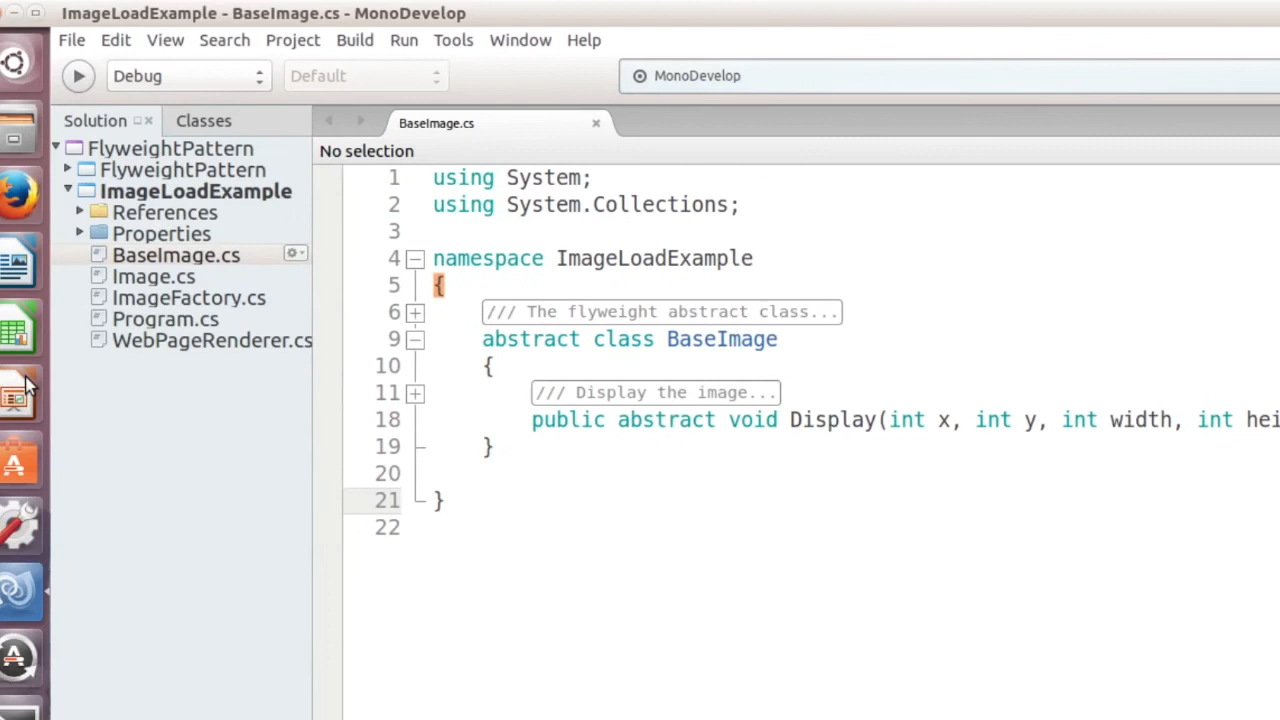 ImageLoadExample - BaseImage.cs - MonoDevelop
File Edit View Search Project Build Run Tools Window Help
Debug Default MonoDevelop
Solution Classes BaseImage.cs
FlyweightPattern
FlyweightPattern
ImageLoadExample
References
Properties
BaseImage.cs
Image.cs
ImageFactory.cs
Program.cs
WebPageRenderer.cs
No selection
1 using System;
2 using System.Collections;
3
4 namespace ImageLoadExample
5 {
6 /// The flyweight abstract class...
9 abstract class BaseImage
10 {
11 /// Display the image...
18 public abstract void Display(int x, int y, int width, int hei
19 }
20
21 }
22